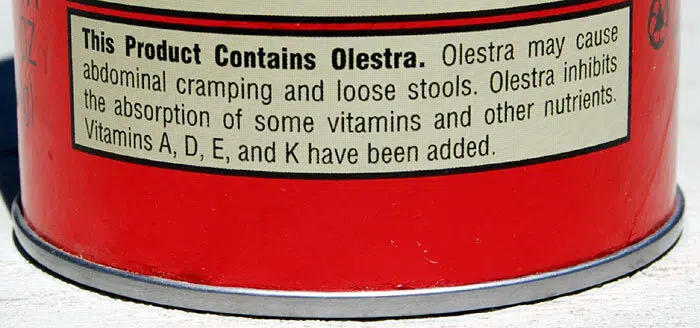 This Product Contains Olestra. Olestra may cause
abdominal cramping and loose stools. Olestra inhibits
the absorption of some vitamins and other nutrients.
Vitamins A, D, E, and K have been added.